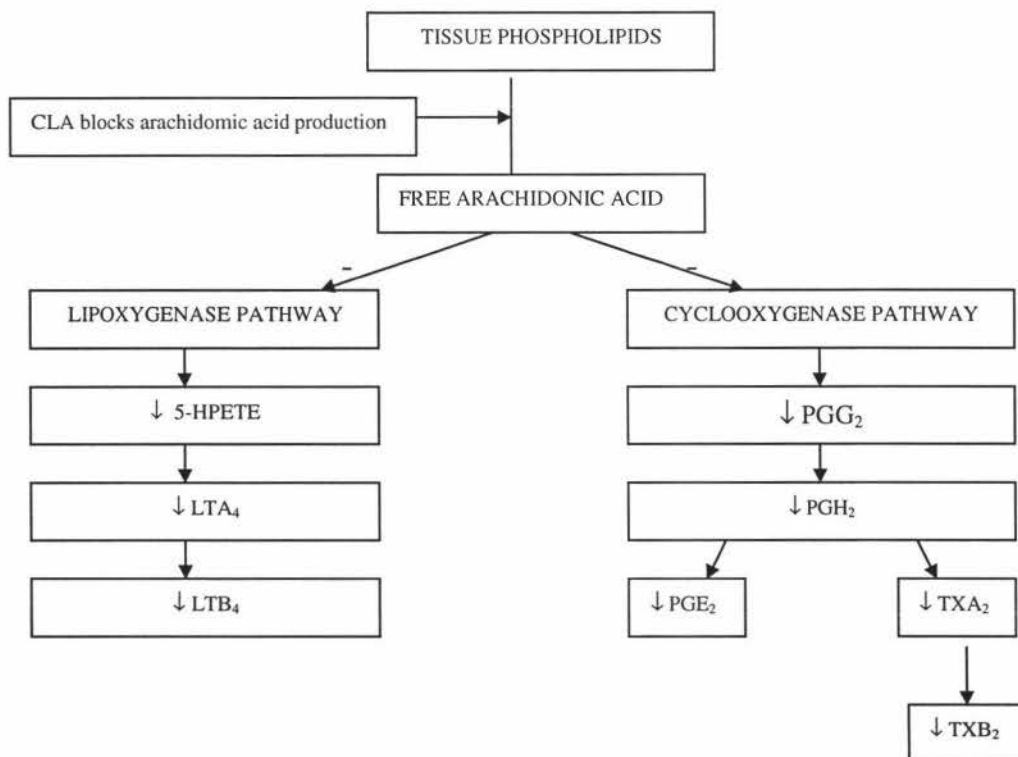 TISSUE PHOSPHOLIPIDS
CLA blocks arachidomic acid production
FREE ARACHIDONIC ACID
– –
LIPOXYGENASE PATHWAY
CYCLOOXYGENASE PATHWAY
↓ 5-HPETE
↓ PGG₂
↓ LTA₄
↓ PGH₂
↓ LTB₄
↓ PGE₂
↓ TXA₂
↓ TXB₂